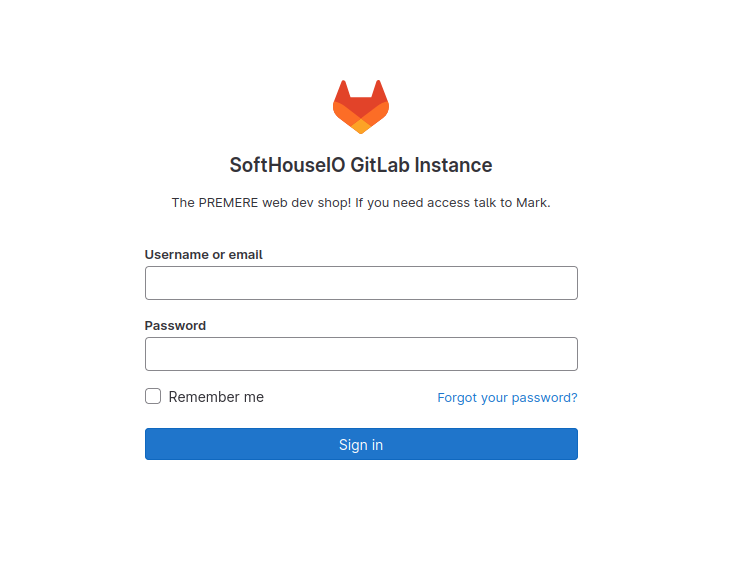 SoftHouseIO GitLab Instance
The PREMERE web dev shop! If you need access talk to Mark.
Username or email
Password
Remember me
Forgot your password?
Sign in